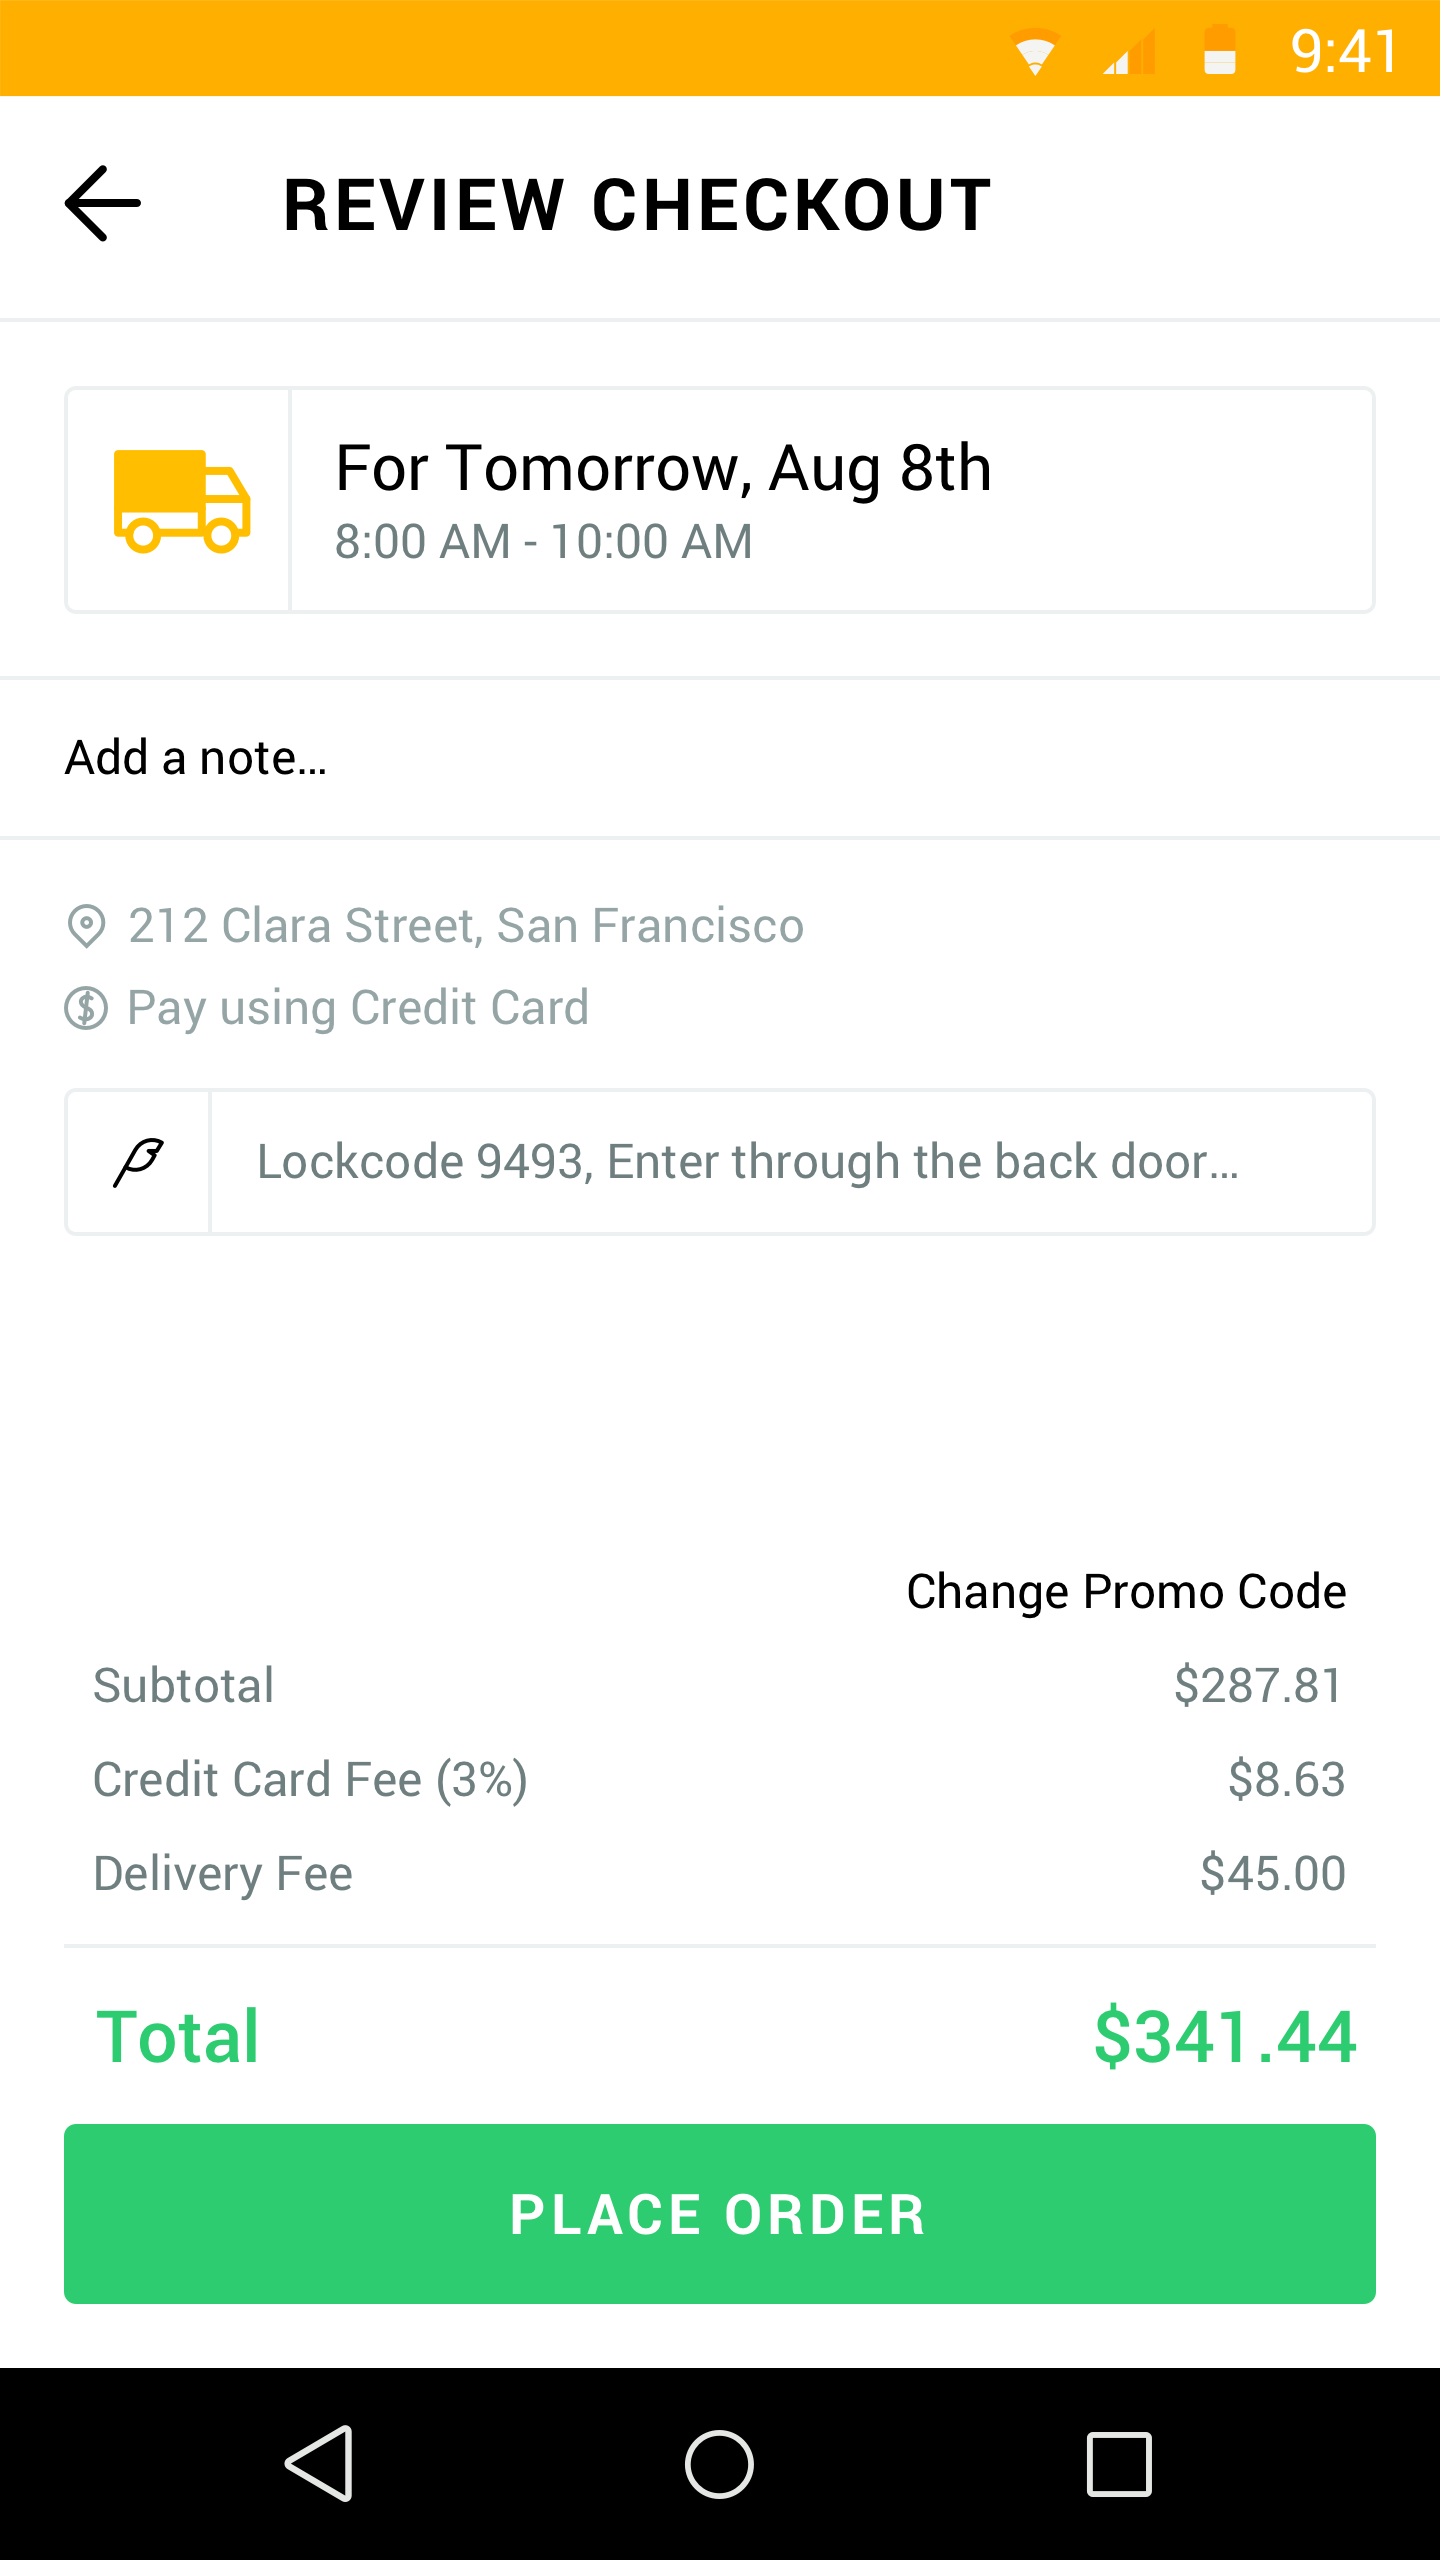 9:41
REVIEW CHECKOUT
For Tomorrow, Aug 8th
8:00 AM - 10:00 AM
Add a note...
212 Clara Street, San Francisco
Pay using Credit Card
Lockcode 9493, Enter through the back door...
Change Promo Code
Subtotal $287.81
Credit Card Fee (3%) $8.63
Delivery Fee $45.00
Total $341.44
PLACE ORDER